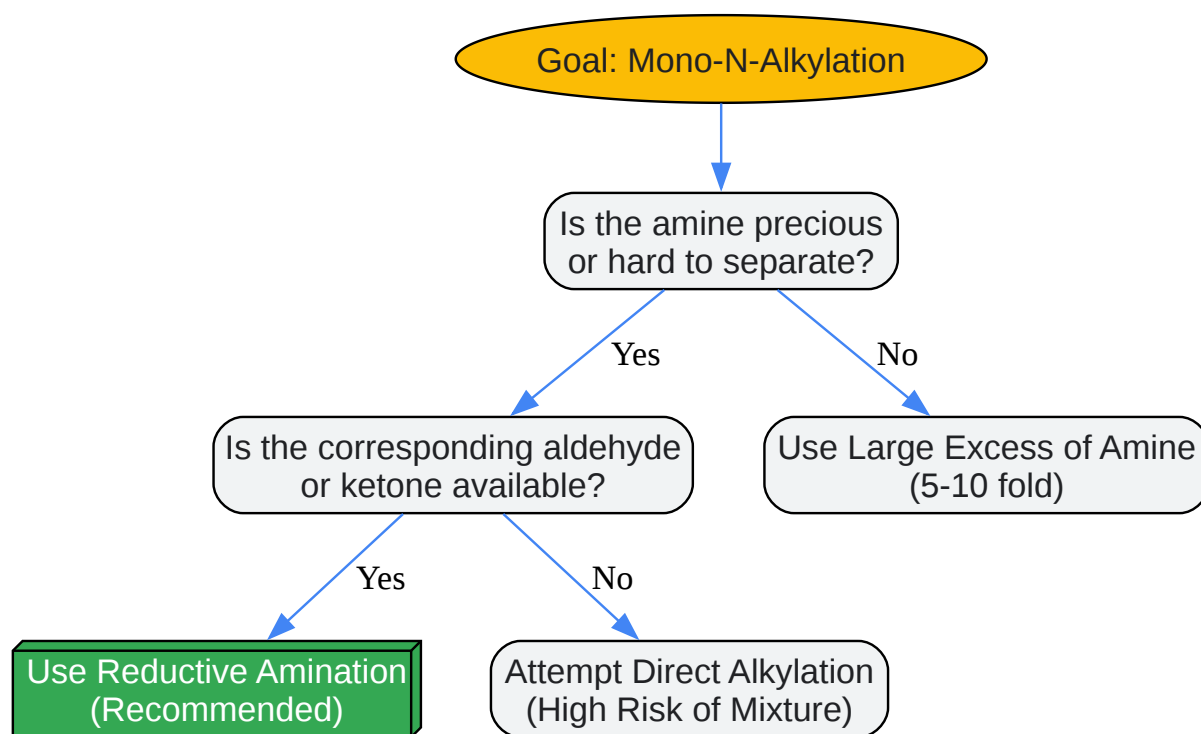 Goal: Mono-N-Alkylation
Is the amine precious
or hard to separate?
Yes
No
Is the corresponding aldehyde
or ketone available?
Use Large Excess of Amine
(5-10 fold)
Yes
No
Use Reductive Amination
(Recommended)
Attempt Direct Alkylation
(High Risk of Mixture)